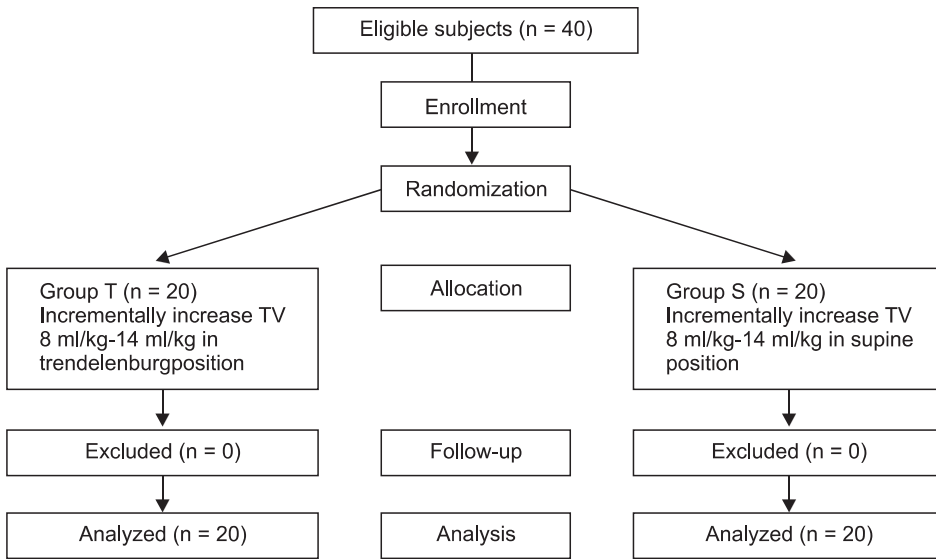 Eligible subjects (n = 40)
Enrollment
Randomization
Group T (n = 20)
Incrementally increase TV
8 ml/kg-14 ml/kg in
trendelenburgposition
Allocation
Group S (n = 20)
Incrementally increase TV
8 ml/kg-14 ml/kg in supine
position
Excluded (n = 0)
Follow-up
Excluded (n = 0)
Analyzed (n = 20)
Analysis
Analyzed (n = 20)